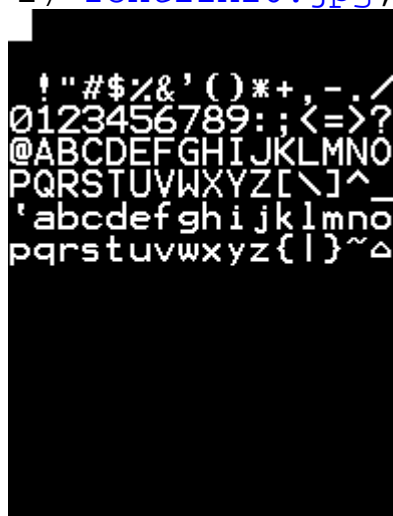 !"#$%&'()*+,-./
0123456789:;<=>?
@ABCDEFGHIJKLMNO
PQRSTUVWXYZ[\]^_
'abcdefghijklmno
pqrstuvwxyz{|}~⌂